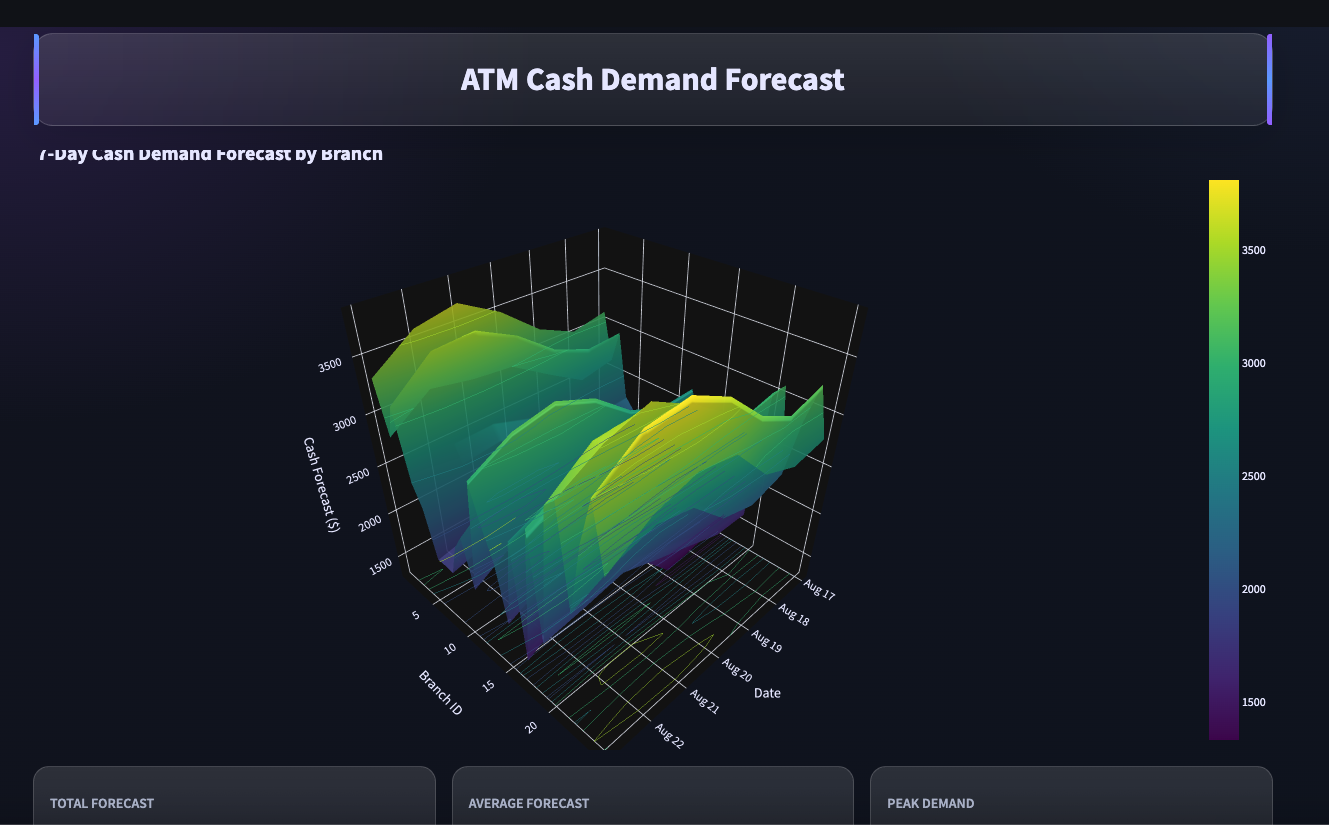 ATM Cash Demand Forecast
7-Day Cash Demand Forecast by Branch
3500
3000
2500
2000
1500
Cash Forecast ($)
5
10
15
20
Branch ID
Aug 17
Aug 18
Aug 19
Aug 20
Aug 21
Aug 22
Date
3500
3000
2500
2000
1500
TOTAL FORECAST
AVERAGE FORECAST
PEAK DEMAND